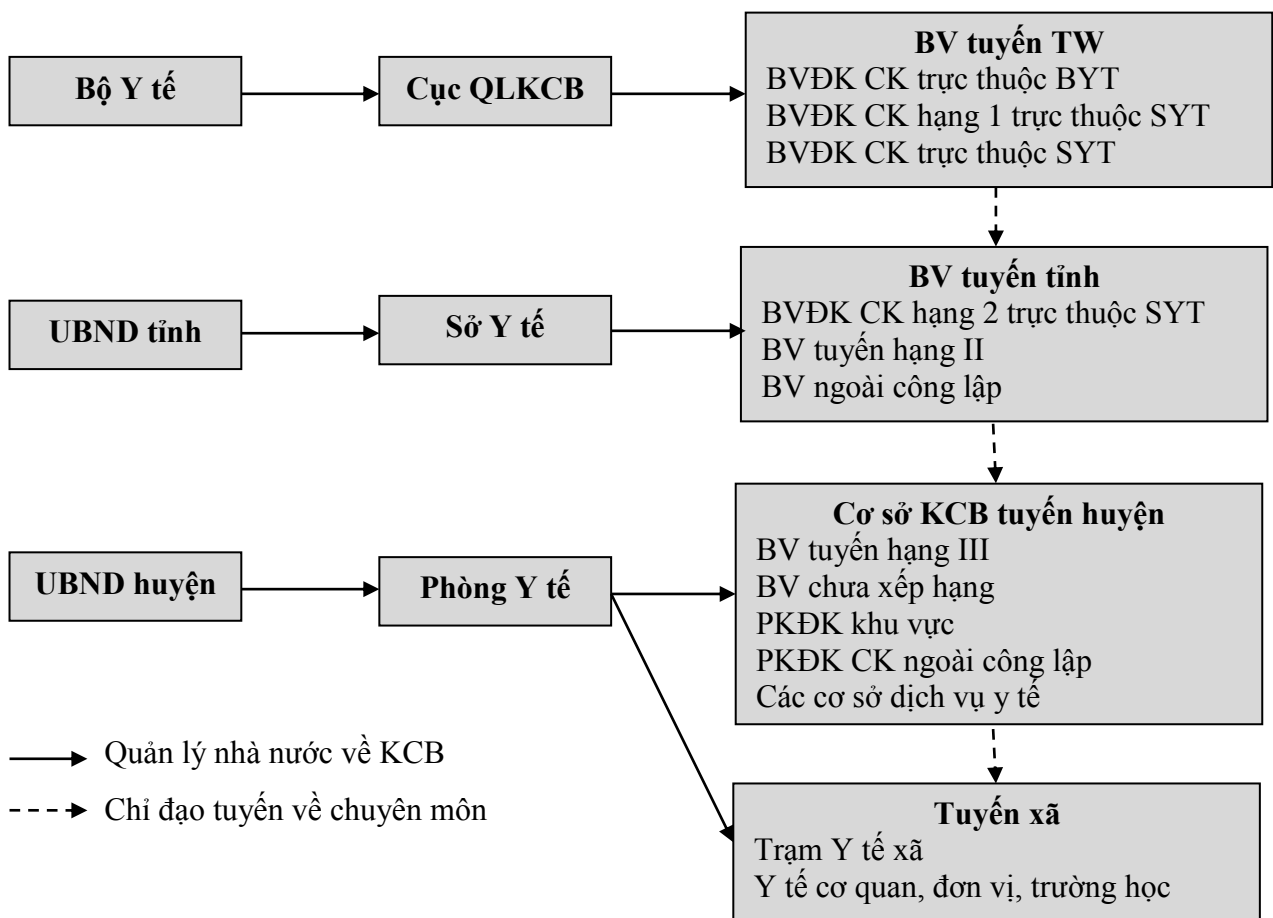 Bộ Y tế
Cục QLKCB
BV tuyến TW
BVĐK CK trực thuộc BYT
BVĐK CK hạng 1 trực thuộc SYT
BVĐK CK trực thuộc SYT
UBND tỉnh
Sở Y tế
BV tuyến tỉnh
BVĐK CK hạng 2 trực thuộc SYT
BV tuyến hạng II
BV ngoài công lập
UBND huyện
Phòng Y tế
Cơ sở KCB tuyến huyện
BV tuyến hạng III
BV chưa xếp hạng
PKĐK khu vực
PKĐK CK ngoài công lập
Các cơ sở dịch vụ y tế
Quản lý nhà nước về KCB
Chỉ đạo tuyến về chuyên môn
Tuyến xã
Trạm Y tế xã
Y tế cơ quan, đơn vị, trường học